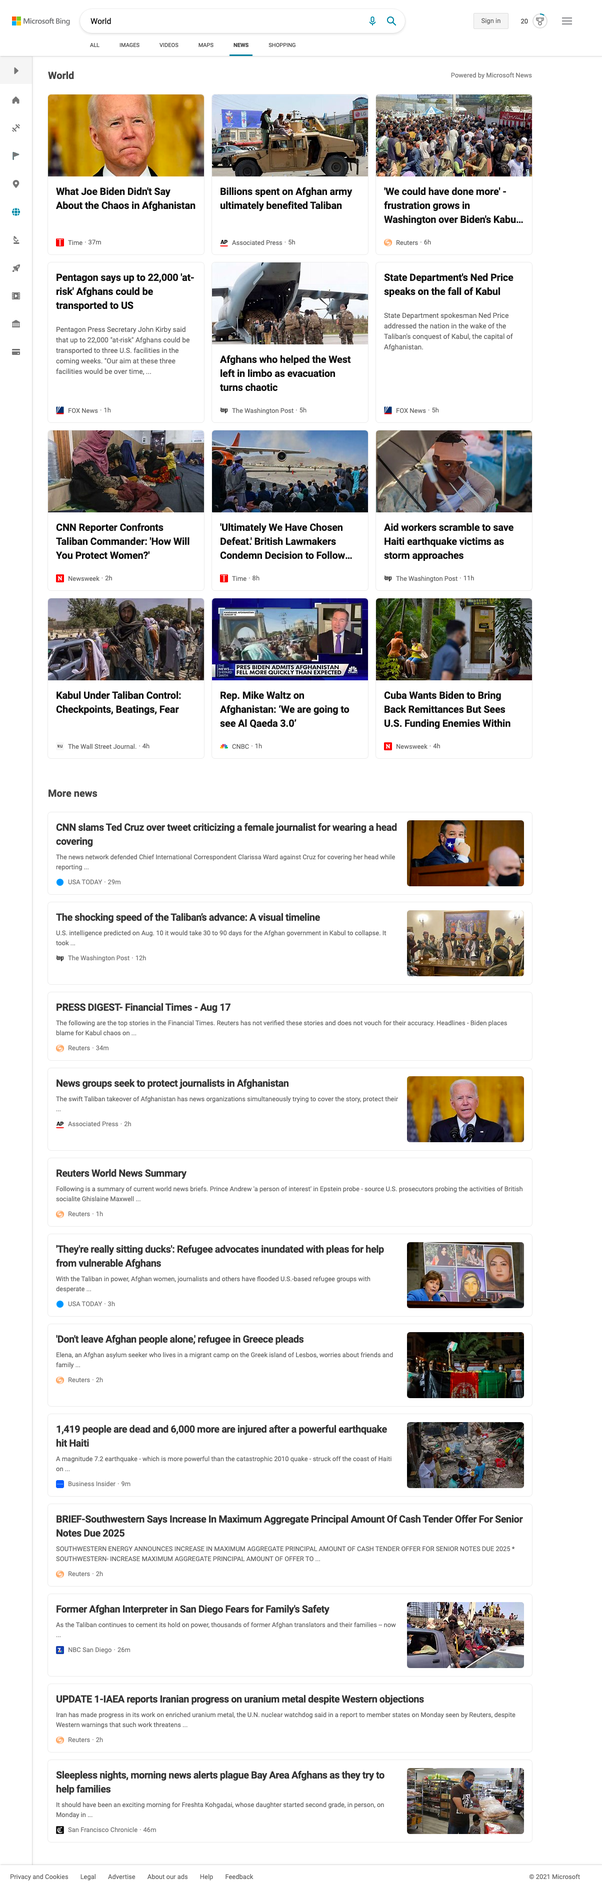 Microsoft Bing
World
Sign in
20
ALL IMAGES VIDEOS MAPS NEWS SHOPPING
World
Powered by Microsoft News
What Joe Biden Didn't Say
About the Chaos in Afghanistan
Time · 37m
Billions spent on Afghan army
ultimately benefited Taliban
AP Associated Press · 5h
'We could have done more' -
frustration grows in
Washington over Biden's Kabu...
Reuters · 6h
Pentagon says up to 22,000 'at-
risk' Afghans could be
transported to US
Pentagon Press Secretary John Kirby said
that up to 22,000 "at-risk" Afghans could be
transported to three U.S. facilities in the
coming weeks. "Our aim at these three
facilities would be over time, ...
FOX News · 1h
Afghans who helped the West
left in limbo as evacuation
turns chaotic
wp The Washington Post · 5h
State Department's Ned Price
speaks on the fall of Kabul
State Department spokesman Ned Price
addressed the nation in the wake of the
Taliban's conquest of Kabul, the capital of
Afghanistan.
FOX News · 5h
CNN Reporter Confronts
Taliban Commander: 'How Will
You Protect Women?'
N Newsweek · 2h
'Ultimately We Have Chosen
Defeat.' British Lawmakers
Condemn Decision to Follow...
Time · 8h
Aid workers scramble to save
Haiti earthquake victims as
storm approaches
wp The Washington Post · 11h
Kabul Under Taliban Control:
Checkpoints, Beatings, Fear
The Wall Street Journal. · 4h
PRES BIDEN ADMITS AFGHANISTAN
FELL MORE QUICKLY THAN EXPECTED
Rep. Mike Waltz on
Afghanistan: 'We are going to
see Al Qaeda 3.0'
CNBC · 1h
Cuba Wants Biden to Bring
Back Remittances But Sees
U.S. Funding Enemies Within
N Newsweek · 4h
More news
CNN slams Ted Cruz over tweet criticizing a female journalist for wearing a head
covering
The news network defended Chief International Correspondent Clarissa Ward against Cruz for covering her head while
reporting ...
USA TODAY · 29m
The shocking speed of the Taliban's advance: A visual timeline
U.S. intelligence predicted on Aug. 10 it would take 30 to 90 days for the Afghan government in Kabul to collapse. It
took ...
wp The Washington Post · 12h
PRESS DIGEST- Financial Times - Aug 17
The following are the top stories in the Financial Times. Reuters has not verified these stories and does not vouch for their accuracy. Headlines - Biden places
blame for Kabul chaos on ...
Reuters · 34m
News groups seek to protect journalists in Afghanistan
The swift Taliban takeover of Afghanistan has news organizations simultaneously trying to cover the story, protect their
...
AP Associated Press · 2h
Reuters World News Summary
Following is a summary of current world news briefs. Prince Andrew 'a person of interest' in Epstein probe - source U.S. prosecutors probing the activities of British
socialite Ghislaine Maxwell ...
Reuters · 1h
'They're really sitting ducks': Refugee advocates inundated with pleas for help
from vulnerable Afghans
With the Taliban in power, Afghan women, journalists and others have flooded U.S.-based refugee groups with
desperate ...
USA TODAY · 3h
'Don't leave Afghan people alone,' refugee in Greece pleads
Elena, an Afghan asylum seeker who lives in a migrant camp on the Greek island of Lesbos, worries about friends and
family ...
Reuters · 2h
1,419 people are dead and 6,000 more are injured after a powerful earthquake
hit Haiti
A magnitude 7.2 earthquake - which is more powerful than the catastrophic 2010 quake - struck off the coast of Haiti
on ...
Business Insider · 9m
BRIEF-Southwestern Says Increase In Maximum Aggregate Principal Amount Of Cash Tender Offer For Senior
Notes Due 2025
SOUTHWESTERN ENERGY ANNOUNCES INCREASE IN MAXIMUM AGGREGATE PRINCIPAL AMOUNT OF CASH TENDER OFFER FOR SENIOR NOTES DUE 2025 *
SOUTHWESTERN- INCREASE MAXIMUM AGGREGATE PRINCIPAL AMOUNT OF OFFER TO ...
Reuters · 2h
Former Afghan Interpreter in San Diego Fears for Family's Safety
As the Taliban continues to cement its hold on power, thousands of former Afghan translators and their families – now
...
NBC San Diego · 26m
UPDATE 1-IAEA reports Iranian progress on uranium metal despite Western objections
Iran has made progress in its work on enriched uranium metal, the U.N. nuclear watchdog said in a report to member states on Monday seen by Reuters, despite
Western warnings that such work threatens ...
Reuters · 2h
Sleepless nights, morning news alerts plague Bay Area Afghans as they try to
help families
It should have been an exciting morning for Freshta Kohgadai, whose daughter started second grade, in person, on
Monday in ...
San Francisco Chronicle · 46m
Privacy and Cookies Legal Advertise About our ads Help Feedback
© 2021 Microsoft